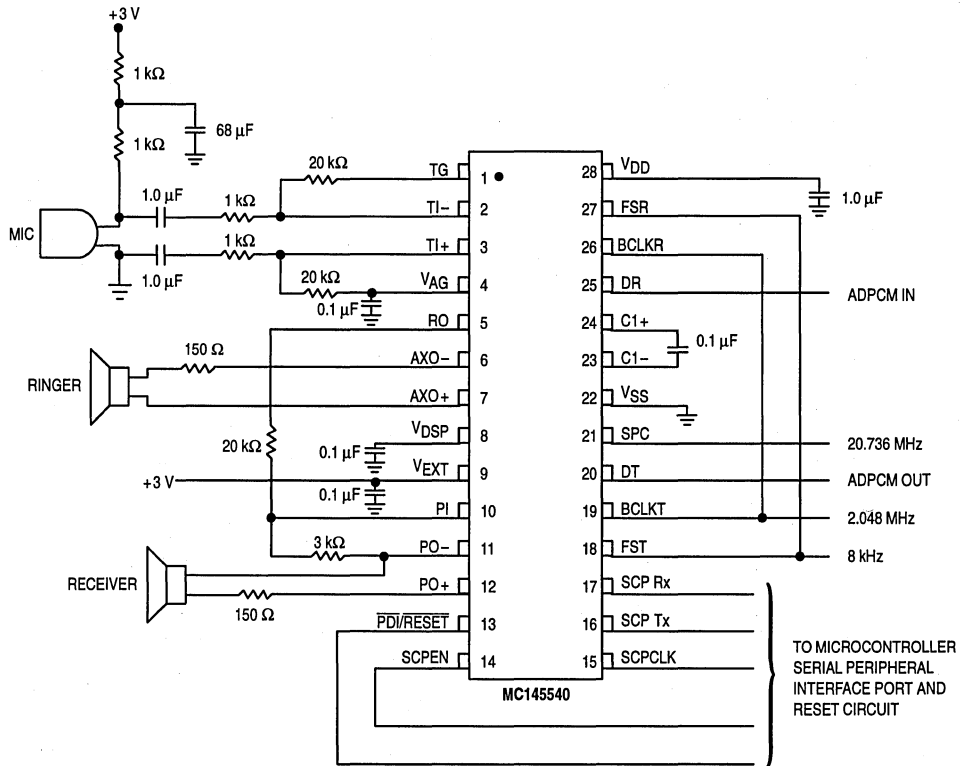 +3 V
1 kΩ
68 µF
1 kΩ
20 kΩ
1.0 µF
1 kΩ
MIC
1 kΩ
1.0 µF
20 kΩ
0.1 µF
150 Ω
RINGER
20 kΩ
0.1 µF
+3 V
0.1 µF
3 kΩ
RECEIVER
150 Ω
TG 1
TI– 2
TI+ 3
VAG 4
RO 5
AXO– 6
AXO+ 7
VDSP 8
VEXT 9
PI 10
PO– 11
PO+ 12
PDI/RESET 13
SCPEN 14
28 VDD
27 FSR
26 BCLKR
25 DR
24 C1+
23 C1–
22 VSS
21 SPC
20 DT
19 BCLKT
18 FST
17 SCP Rx
16 SCP Tx
15 SCPCLK
MC145540
1.0 µF
ADPCM IN
0.1 µF
20.736 MHz
ADPCM OUT
2.048 MHz
8 kHz
TO MICROCONTROLLER
SERIAL PERIPHERAL
INTERFACE PORT AND
RESET CIRCUIT